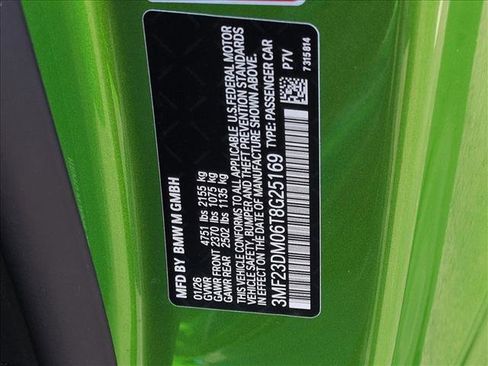 MFD BY BMW M GMBH
01/26
GVWR 4751 lbs 2155 kg
GAWR FRONT 2370 lbs 1075 kg
GAWR REAR 2502 lbs 1135 kg
THIS VEHICLE CONFORMS TO ALL APPLICABLE U.S. FEDERAL MOTOR
VEHICLE SAFETY, BUMPER AND THEFT PREVENTION STANDARDS
IN EFFECT ON THE DATE OF MANUFACTURE SHOWN ABOVE.
3MF23DM06T8G25169 TYPE: PASSENGER CAR
P7V
7315814